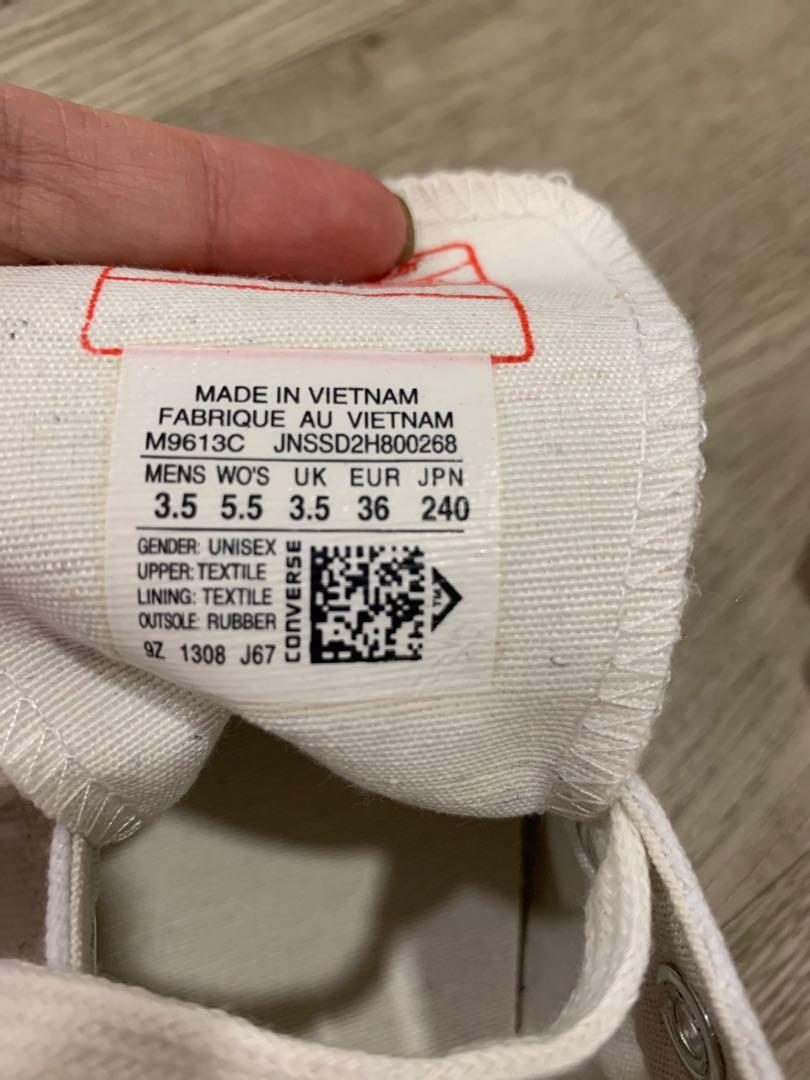 MADE IN VIETNAM
FABRIQUE AU VIETNAM
M9613C JNSSD2H800268
MENS WO'S UK EUR JPN
3.5 5.5 3.5 36 240
GENDER: UNISEX
UPPER: TEXTILE
LINING: TEXTILE
OUTSOLE: RUBBER
9Z 1308 J67
CONVERSE
TM